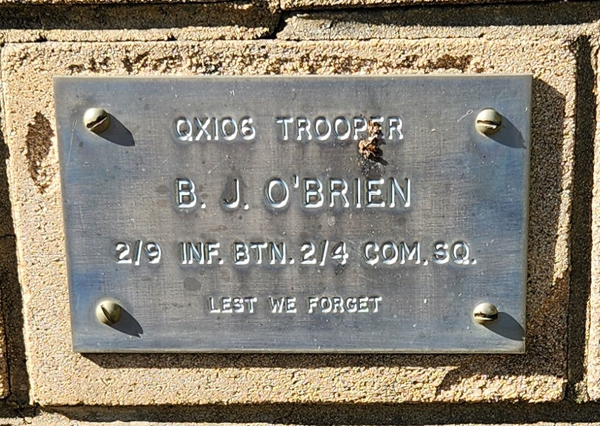 QX106 TROOPER
B. J. O'BRIEN
2/9 INF. BTN. 2/4 COM. SQ.
LEST WE FORGET